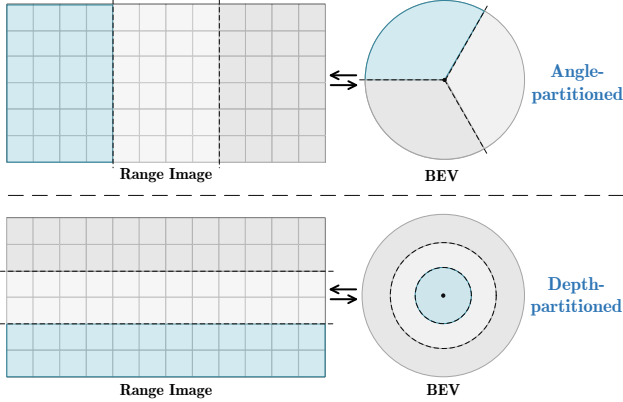 Angle-
partitioned
Range Image
BEV
Depth-
partitioned
Range Image
BEV